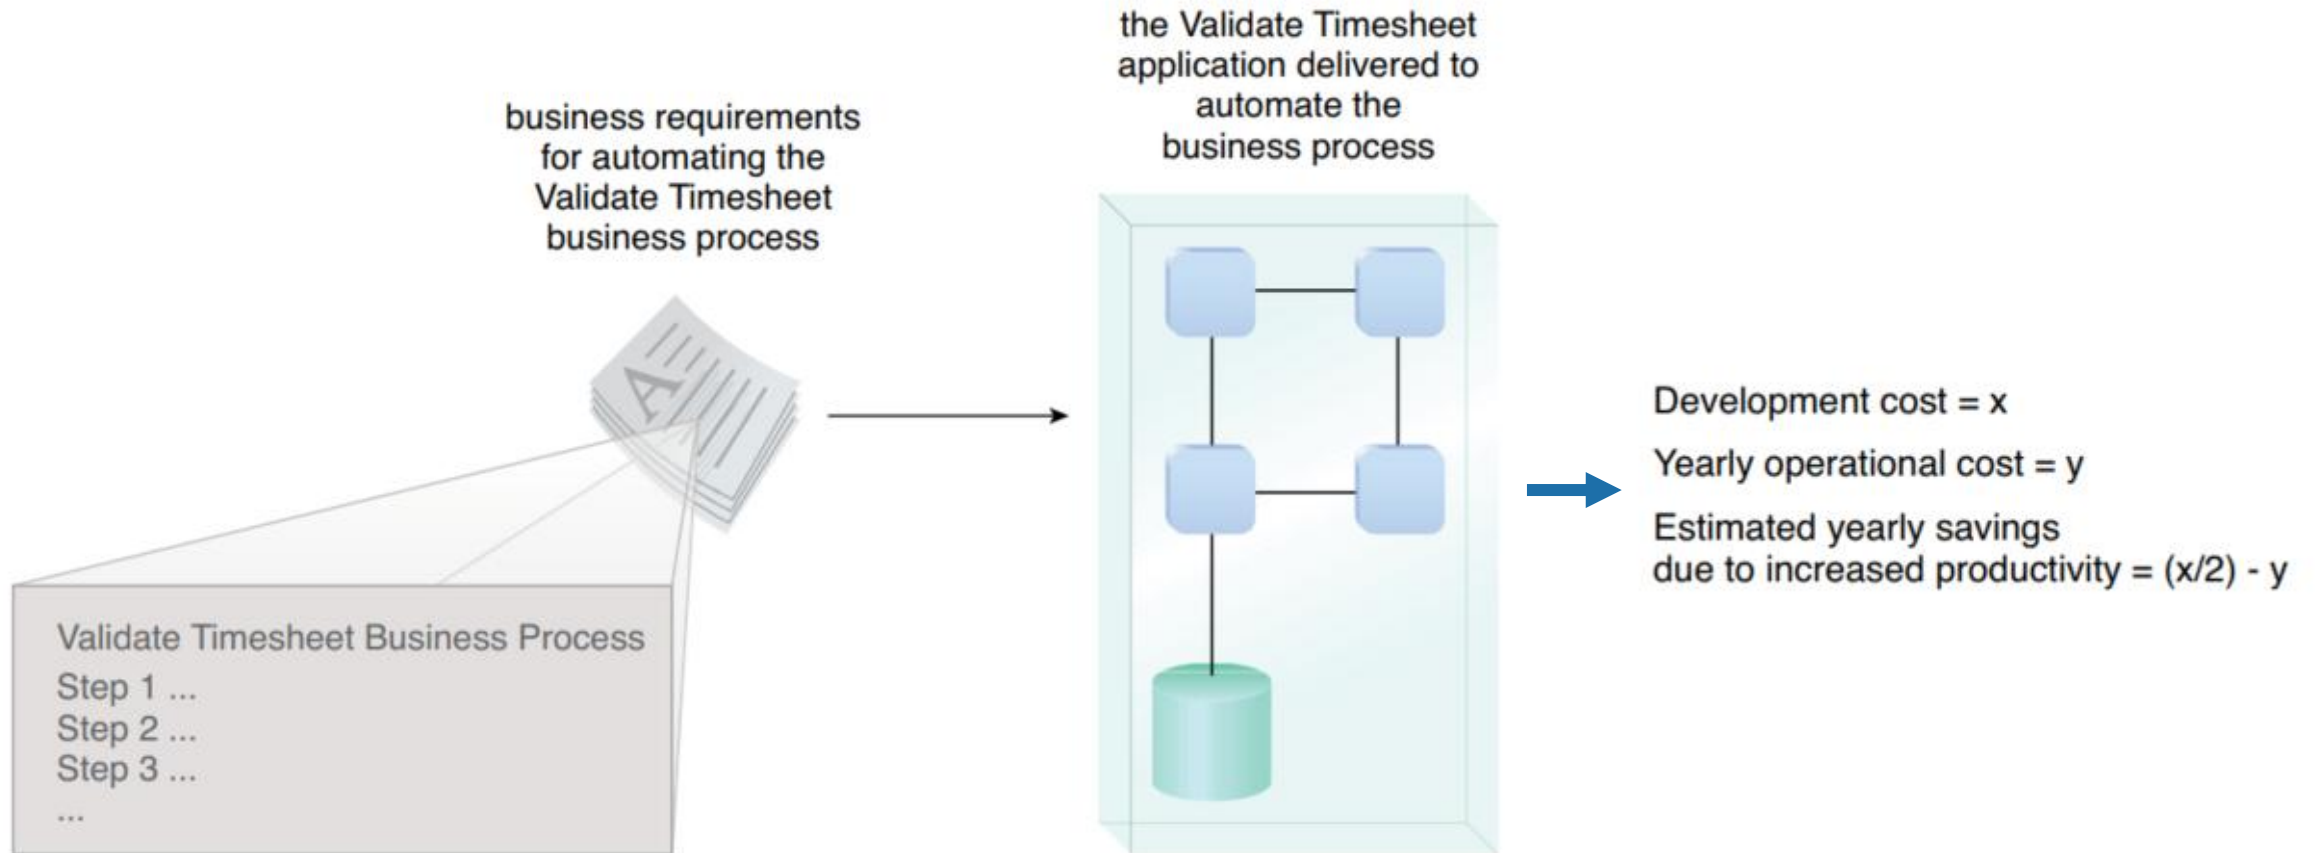 business requirements
for automating the
Validate Timesheet
business process
the Validate Timesheet
application delivered to
automate the
business process
A
Validate Timesheet Business Process
Step 1 ...
Step 2 ...
Step 3 ...
...
Development cost = x
Yearly operational cost = y
Estimated yearly savings
due to increased productivity = (x/2) - y